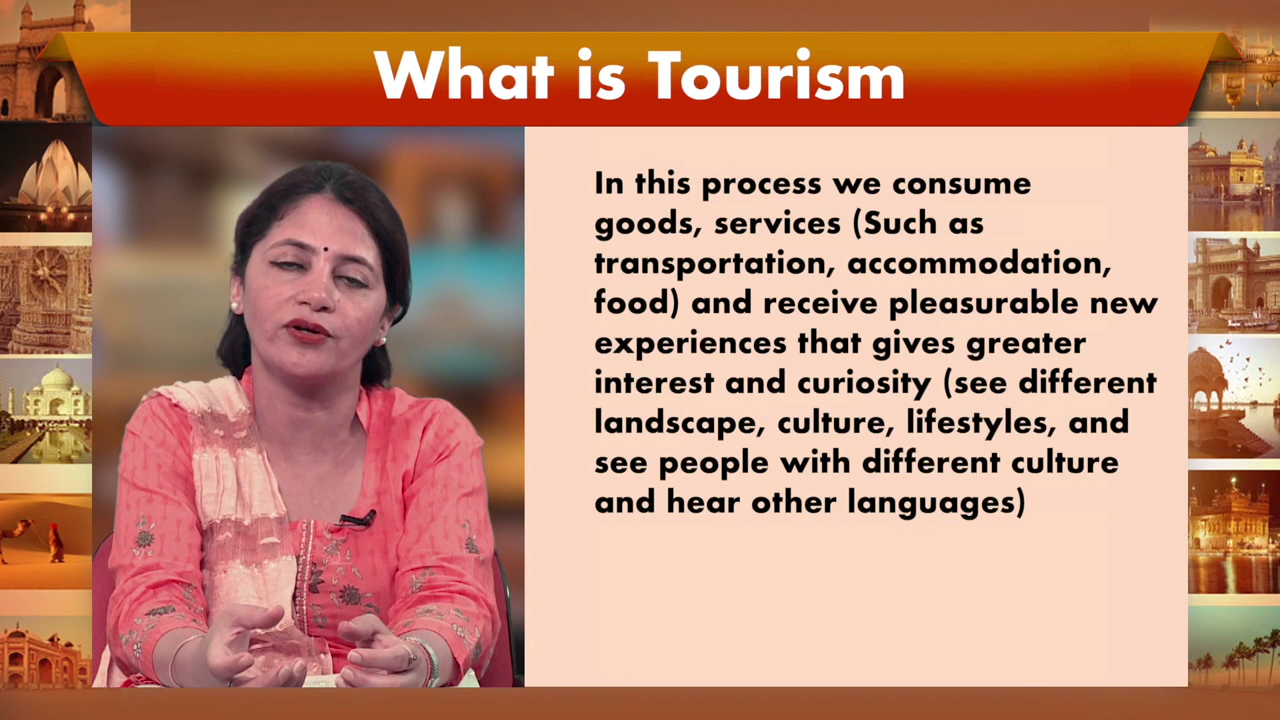 What is Tourism
In this process we consume
goods, services (Such as
transportation, accommodation,
food) and receive pleasurable new
experiences that gives greater
interest and curiosity (see different
landscape, culture, lifestyles, and
see people with different culture
and hear other languages)